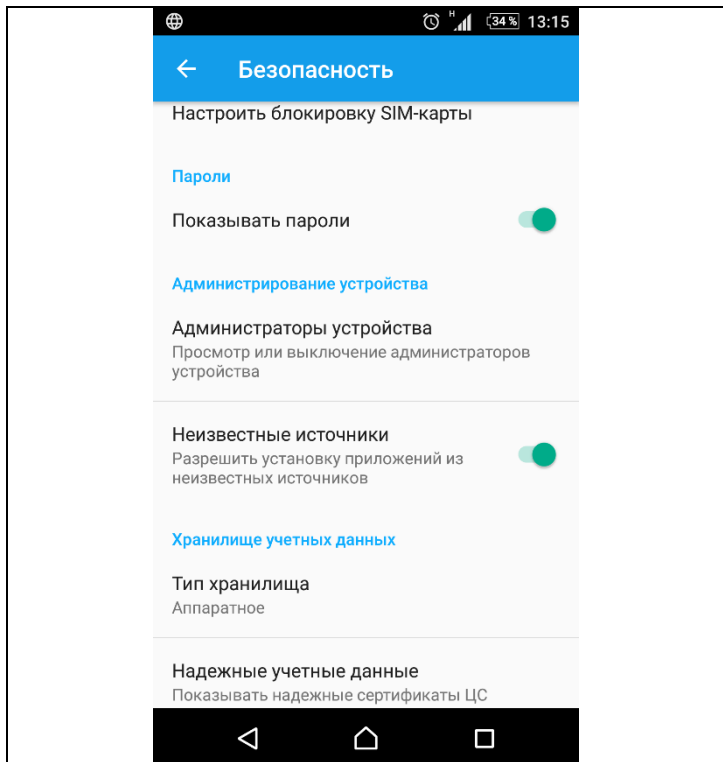 H 34% 13:15
Безопасность
Настроить блокировку SIM-карты
Пароли
Показывать пароли
Администрирование устройства
Администраторы устройства
Просмотр или выключение администраторов
устройства
Неизвестные источники
Разрешить установку приложений из
неизвестных источников
Хранилище учетных данных
Тип хранилища
Аппаратное
Надежные учетные данные
Показывать надежные сертификаты ЦС